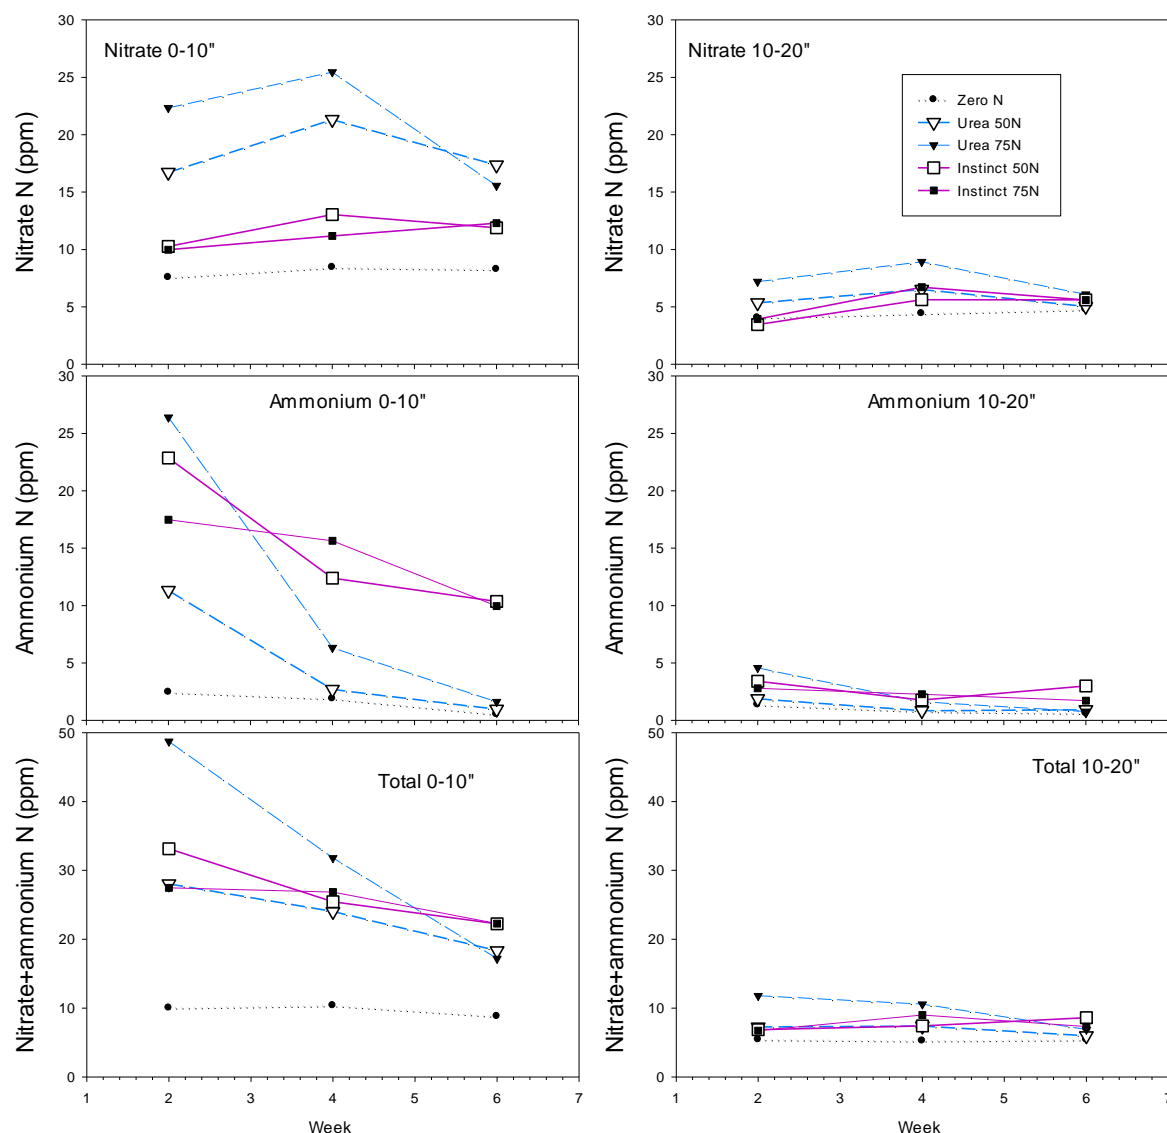 Nitrate 0-10"
Nitrate N (ppm)
30
25
20
15
10
5
0
Nitrate 10-20"
Nitrate N (ppm)
30
25
20
15
10
5
0
Zero N
Urea 50N
Urea 75N
Instinct 50N
Instinct 75N
Ammonium 0-10"
Ammonium N (ppm)
30
25
20
15
10
5
0
Ammonium 10-20"
Ammonium N (ppm)
30
25
20
15
10
5
0
Total 0-10"
Nitrate+ammonium N (ppm)
50
40
30
20
10
0
1 2 3 4 5 6 7
Week
Total 10-20"
Nitrate+ammonium N (ppm)
50
40
30
20
10
0
1 2 3 4 5 6 7
Week